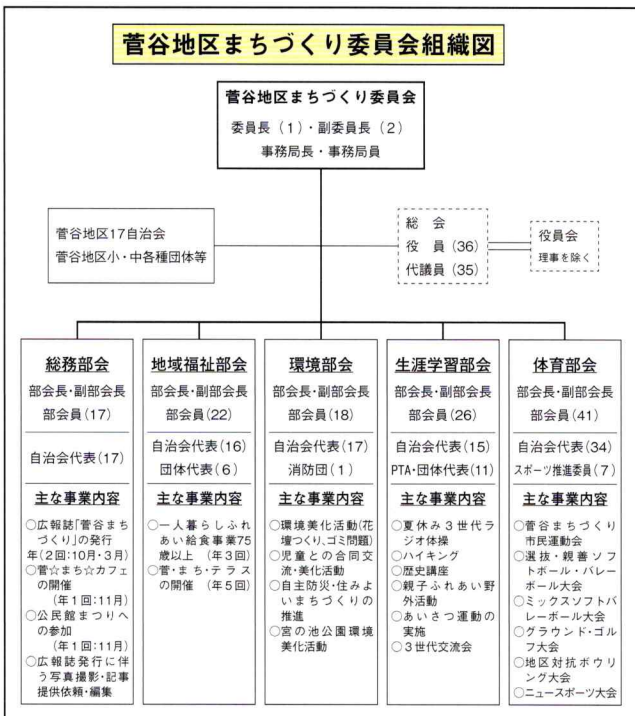 菅谷地区まちづくり委員会組織図
菅谷地区まちづくり委員会
委員長（1）・副委員長（2）
事務局長・事務局員
菅谷地区17自治会
菅谷地区小・中各種団体等
総　会
役　員（36）
代議員（35）
役員会
理事を除く
総務部会
部会長・副部会長
部会員(17)
自治会代表(17)
主な事業内容
○広報誌｢菅谷まち
づくり｣の発行
年(2回:10月･3月)
菅☆まち☆カフェ
の開催
(年1回:11月)
○公民館まつりへ
の参加
(年1回:11月)
○広報誌発行に伴
う写真撮影･記事
提供依頼･編集
地域福祉部会
部会長・副部会長
部会員(22)
自治会代表(16)
団体代表(6)
主な事業内容
○一人暮らしふれ
あい給食事業75
歳以上　(年3回)
○菅･まち･テラス
の開催　(年5回)
環境部会
部会長・副部会長
部会員(18)
自治会代表(17)
消防団(1)
主な事業内容
○環境美化活動(花
壇つくり、ゴミ問題)
○児童との合同交
流･美化活動
○自主防災･住みよ
いまちづくりの
推進
○宮の池公園環境
美化活動
生涯学習部会
部会長・副部会長
部会員(26)
自治会代表(15)
PTA・団体代表(11)
主な事業内容
○夏休み3世代ラ
ジオ体操
○ハイキング
○歴史講座
○親子ふれあい野
外活動
○あいさつ運動の
実施
○3世代交流会
体育部会
部会長・副部会長
部会員(41)
自治会代表(34)
スポーツ推進委員(7)
主な事業内容
○菅谷まちづくり
市民運動会
○選抜・親善ソフ
トボール・バレー
ボール大会
○ミックスソフトバ
レーボール大会
○グラウンド・ゴル
フ大会
○地区対抗ボウリ
ング大会
○ニュースポーツ大会